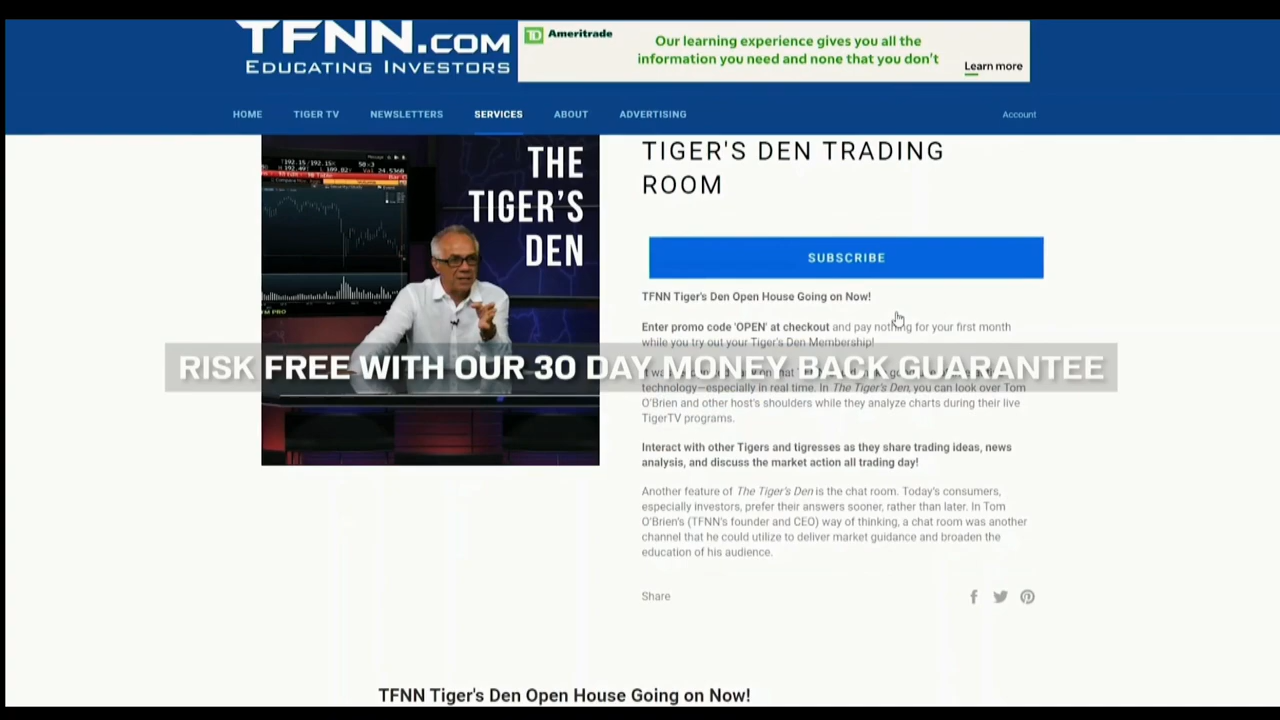 TFNN.COM
EDUCATING INVESTORS
TD Ameritrade
Our learning experience gives you all the
information you need and none that you don't
Learn more
HOME TIGER TV NEWSLETTERS SERVICES ABOUT ADVERTISING Account
THE
TIGER'S
DEN
TIGER'S DEN TRADING
ROOM
SUBSCRIBE
TFNN Tiger's Den Open House Going on Now!
Enter promo code 'OPEN' at checkout and pay nothing for your first month
while you try out your Tiger's Den Membership!
RISK FREE WITH OUR 30 DAY MONEY BACK GUARANTEE
technology—especially in real time. In The Tiger's Den, you can look over Tom
O'Brien and other host's shoulders while they analyze charts during their live
TigerTV programs.
Interact with other Tigers and tigresses as they share trading ideas, news
analysis, and discuss the market action all trading day!
Another feature of The Tiger's Den is the chat room. Today's consumers,
especially investors, prefer their answers sooner, rather than later. In Tom
O'Brien's (TFNN's founder and CEO) way of thinking, a chat room was another
channel that he could utilize to deliver market guidance and broaden the
education of his audience.
Share
TFNN Tiger's Den Open House Going on Now!